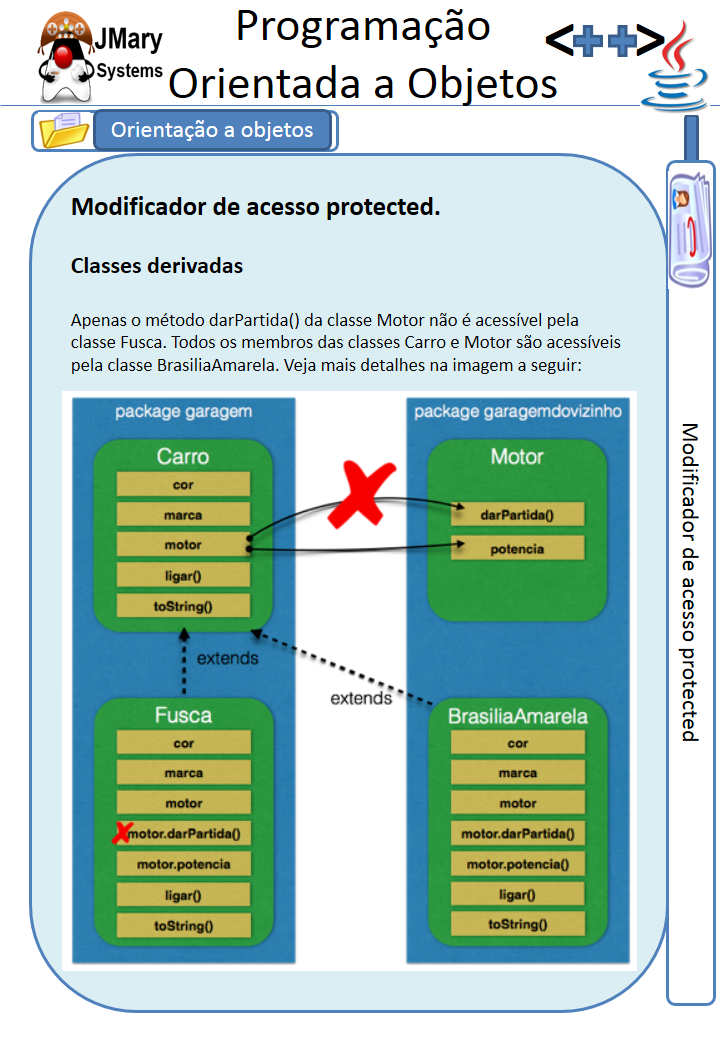 JMary
Systems
Programação
Orientada a Objetos
<++>
Orientação a objetos
Modificador de acesso protected.
Classes derivadas
Apenas o método darPartida() da classe Motor não é acessível pela
classe Fusca. Todos os membros das classes Carro e Motor são acessíveis
pela classe BrasiliaAmarela. Veja mais detalhes na imagem a seguir:
package garagem
Carro
cor
marca
motor
ligar()
toString()
package garagemdovizinho
Motor
darPartida()
potencia
extends
extends
Fusca
cor
marca
motor
motor.darPartida()
motor.potencia
ligar()
toString()
BrasiliaAmarela
cor
marca
motor
motor.darPartida()
motor.potencia()
ligar()
toString()
Modificador de acesso protected